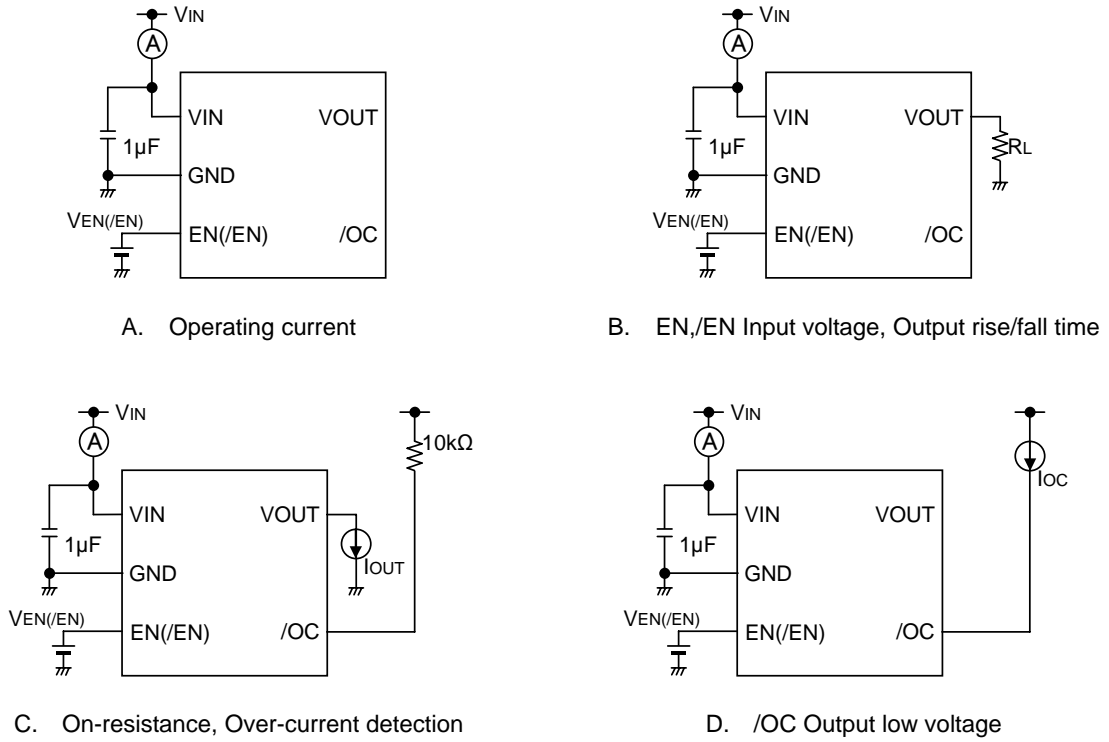 VIN
A
VIN VOUT
1µF
GND
VEN(/EN)
EN(/EN) /OC
A. Operating current
VIN
A
VIN VOUT
1µF
RL
GND
VEN(/EN)
EN(/EN) /OC
B. EN,/EN Input voltage, Output rise/fall time
VIN
A
10kΩ
VIN VOUT
1µF
IOUT
GND
VEN(/EN)
EN(/EN) /OC
C. On-resistance, Over-current detection
VIN
A
IOC
VIN VOUT
1µF
GND
VEN(/EN)
EN(/EN) /OC
D. /OC Output low voltage